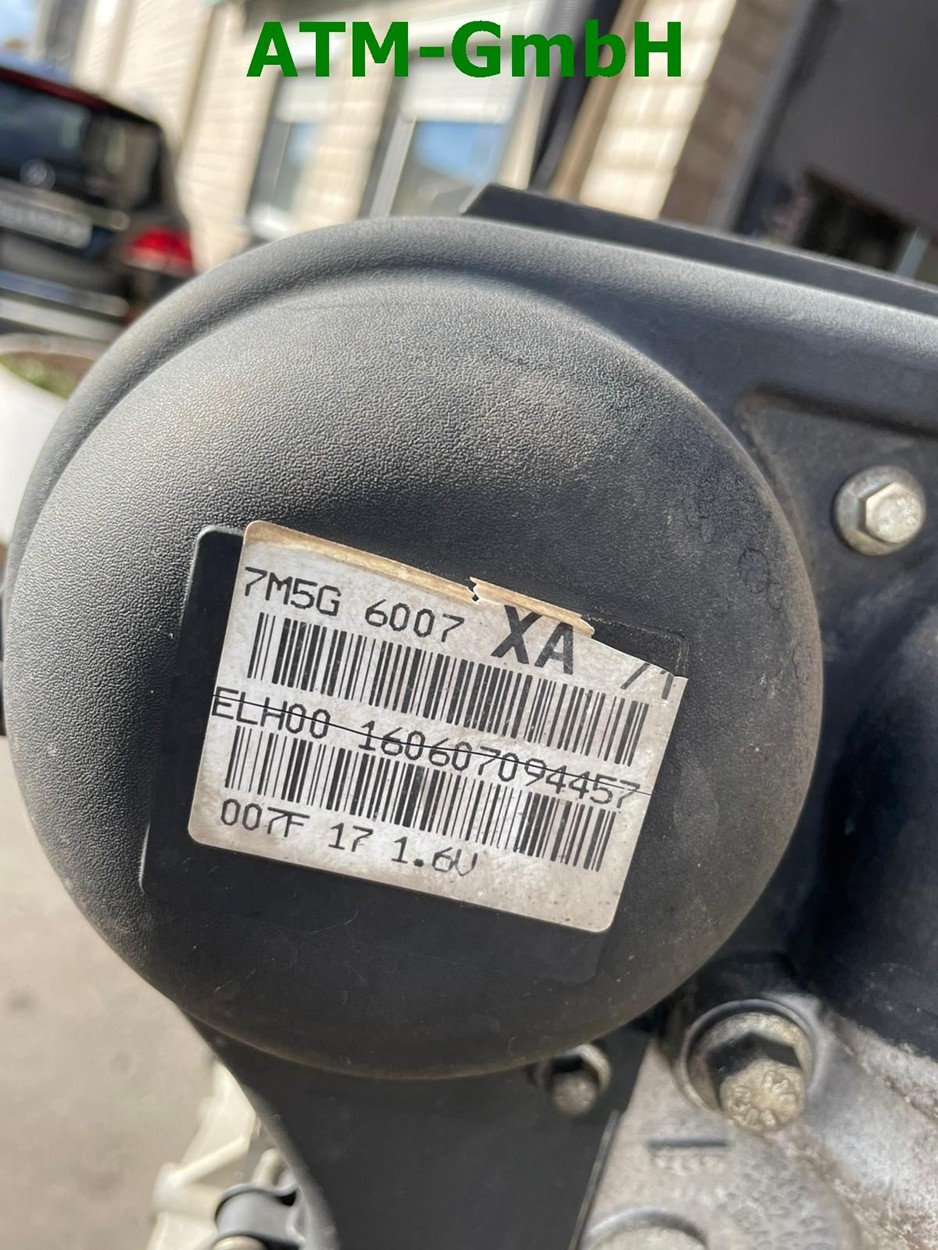 ATM-GmbH
7M5G 6007 XA
ELH00 160607094457
007F 17 1.6V